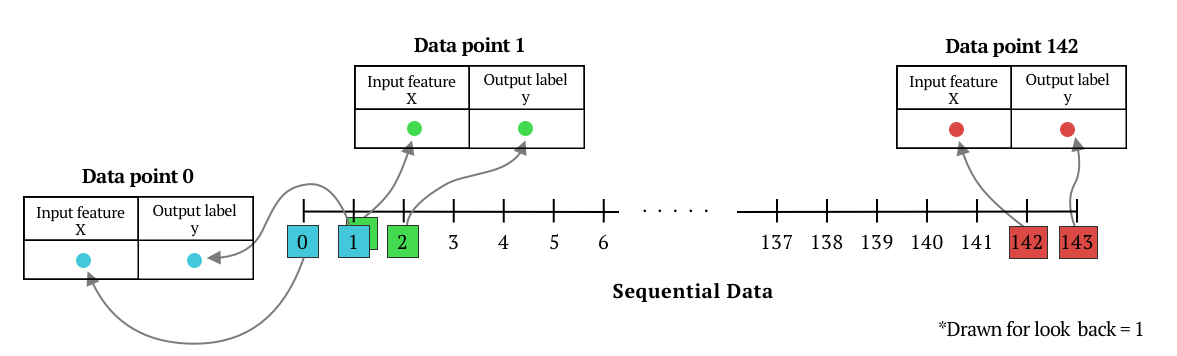 Data point 1
Data point 142
Input feature
X
Output label
y
Input feature
X
Output label
y
Data point 0
Input feature
X
Output label
y
. . . . .
0 1 2 3 4 5 6 137 138 139 140 141 142 143
Sequential Data
*Drawn for look back = 1